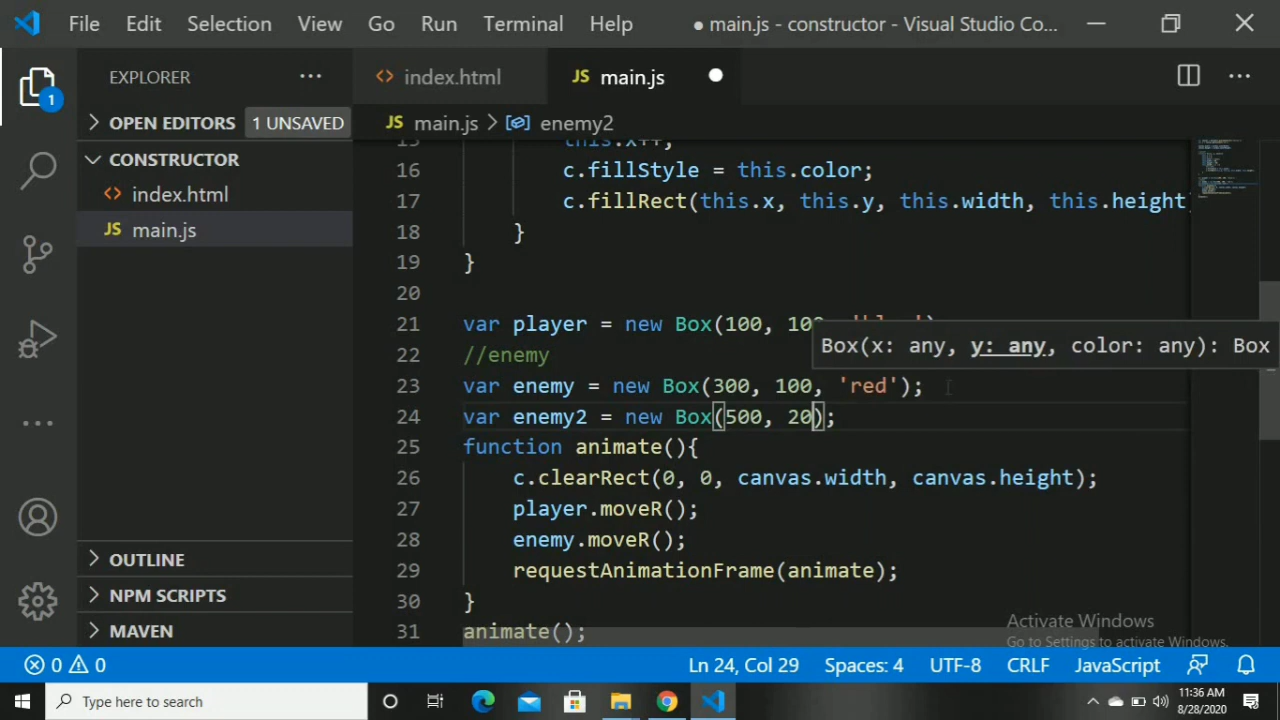 File Edit Selection View Go Run Terminal Help ● main.js - constructor - Visual Studio Co...
EXPLORER ...
index.html
JS main.js
1
OPEN EDITORS 1 UNSAVED
JS main.js > enemy2
CONSTRUCTOR
index.html
JS main.js
this.x++;
16 c.fillStyle = this.color;
17 c.fillRect(this.x, this.y, this.width, this.height
18 }
19 }
20
21 var player = new Box(100, 100,
Box(x: any, y: any, color: any): Box
22 //enemy
23 var enemy = new Box(300, 100, 'red');
24 var enemy2 = new Box(500, 20);
25 function animate(){
26 c.clearRect(0, 0, canvas.width, canvas.height);
27 player.moveR();
28 enemy.moveR();
29 requestAnimationFrame(animate);
30 }
31 animate();
OUTLINE
NPM SCRIPTS
MAVEN
Activate Windows
Go to Settings to activate Windows.
0 0 Ln 24, Col 29 Spaces: 4 UTF-8 CRLF JavaScript
Type here to search
11:36 AM
8/28/2020